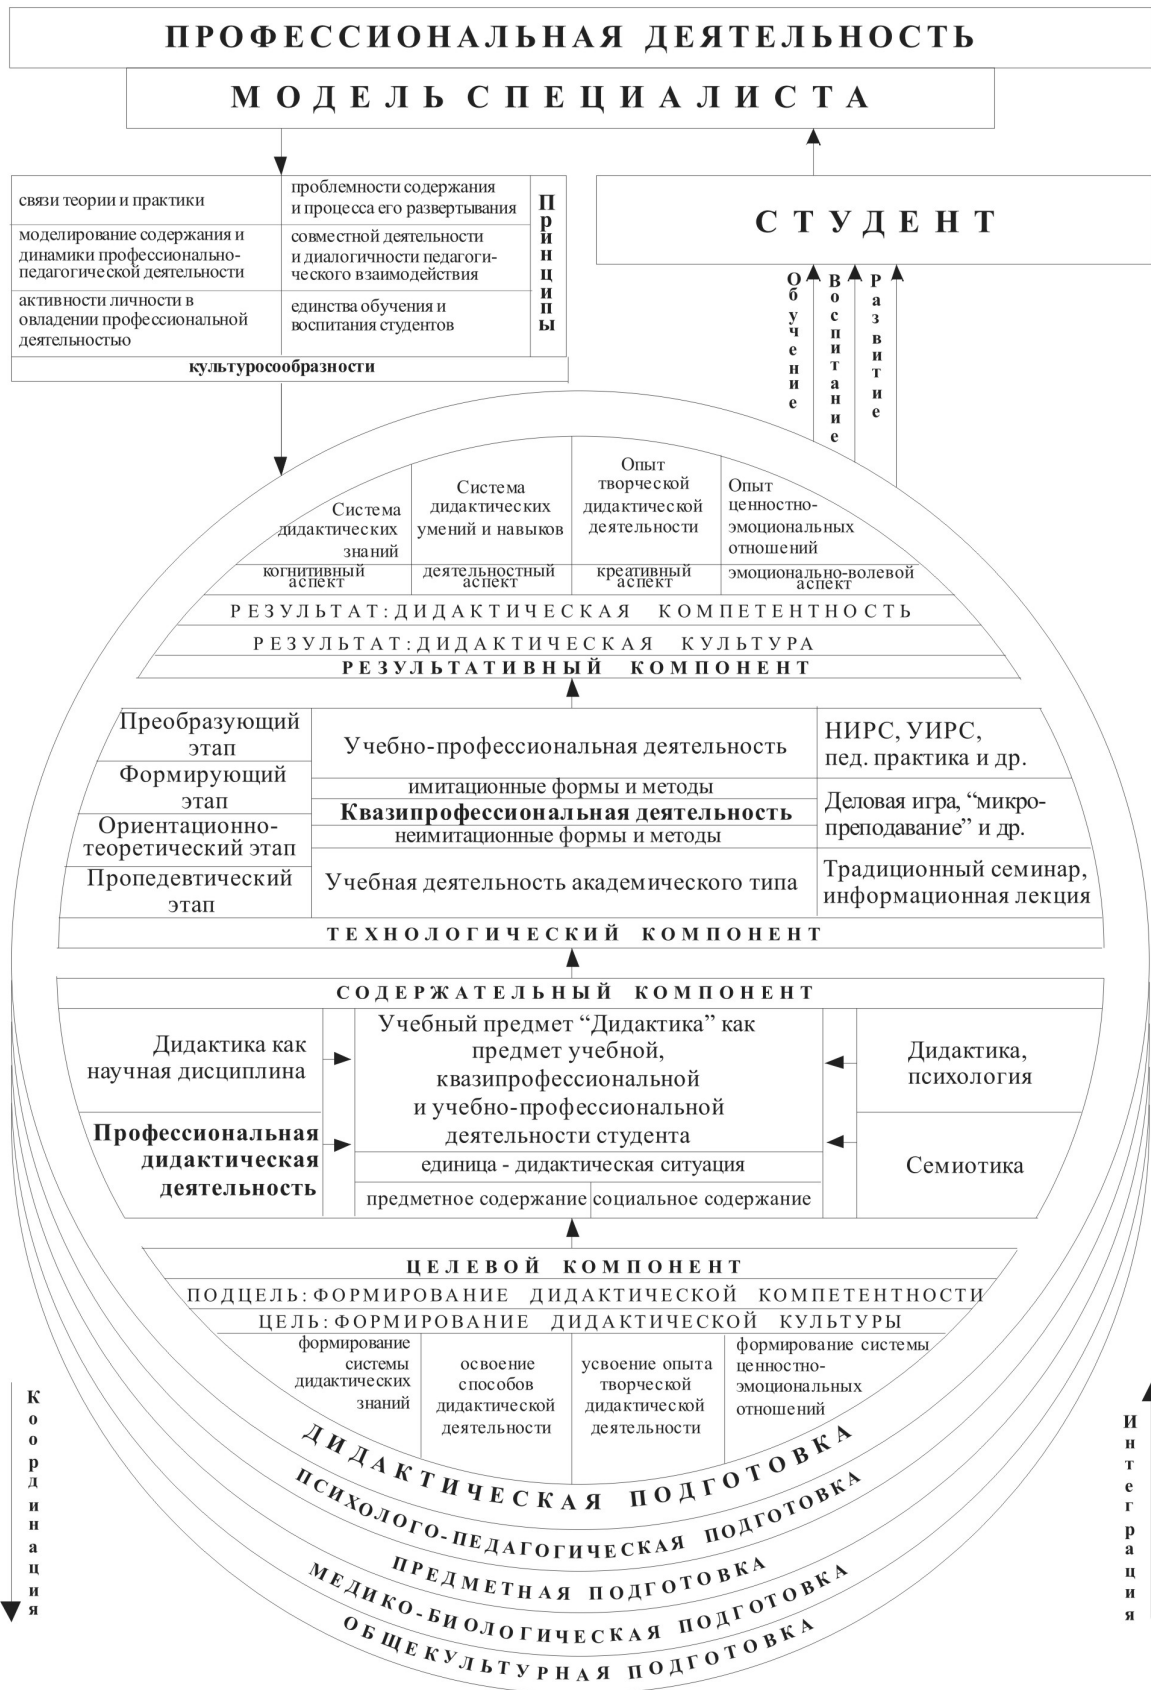 ПРОФЕССИОНАЛЬНАЯ ДЕЯТЕЛЬНОСТЬ
МОДЕЛЬ СПЕЦИАЛИСТА
связи теории и практики
проблемности содержания
и процесса его развертывания
моделирование содержания и
динамики профессионально-
педагогической деятельности
совместной деятельности
и диалогичности педагоги-
ческого взаимодействия
активности личности в
овладении профессиональной
деятельностью
единства обучения и
воспитания студентов
Принципы
культуросообразности
СТУДЕНТ
Обучение
Воспитание
Развитие
Система
дидактических
знаний
Система
дидактических
умений и навыков
Опыт
творческой
дидактической
деятельности
Опыт
ценностно-
эмоциональных
отношений
когнитивный
аспект
деятельностный
аспект
креативный
аспект
эмоционально-волевой
аспект
РЕЗУЛЬТАТ:ДИДАКТИЧЕСКАЯ КОМПЕТЕНТНОСТЬ
РЕЗУЛЬТАТ:ДИДАКТИЧЕСКАЯ КУЛЬТУРА
РЕЗУЛЬТАТИВНЫЙ КОМПОНЕНТ
Преобразующий
этап
Формирующий
этап
Ориентационно-
теоретический этап
Пропедевтический
этап
Учебно-профессиональная деятельность
имитационные формы и методы
Квазипрофессиональная деятельность
неимитационные формы и методы
Учебная деятельность академического типа
НИРС, УИРС,
пед. практика и др.
Деловая игра, “микро-
преподавание” и др.
Традиционный семинар,
информационная лекция
ТЕХНОЛОГИЧЕСКИЙ КОМПОНЕНТ
СОДЕРЖАТЕЛЬНЫЙ КОМПОНЕНТ
Дидактика как
научная дисциплина
Профессиональная
дидактическая
деятельность
Учебный предмет “Дидактика” как
предмет учебной,
квазипрофессиональной
и учебно-профессиональной
деятельности студента
единица - дидактическая ситуация
предметное содержание
социальное содержание
Дидактика,
психология
Семиотика
ЦЕЛЕВОЙ КОМПОНЕНТ
ПОДЦЕЛЬ:ФОРМИРОВАНИЕ ДИДАКТИЧЕСКОЙ КОМПЕТЕНТНОСТИ
ЦЕЛЬ:ФОРМИРОВАНИЕ ДИДАКТИЧЕСКОЙ КУЛЬТУРЫ
формирование
системы
дидактических
знаний
освоение
способов
дидактической
деятельности
усвоение опыта
творческой
дидактической
деятельности
формирование системы
ценностно-
эмоциональных
отношений
ДИДАКТИЧЕСКАЯ ПОДГОТОВКА
ПСИХОЛОГО-ПЕДАГОГИЧЕСКАЯ ПОДГОТОВКА
ПРЕДМЕТНАЯ ПОДГОТОВКА
МЕДИКО-БИОЛОГИЧЕСКАЯ ПОДГОТОВКА
ОБЩЕКУЛЬТУРНАЯ ПОДГОТОВКА
Координация
Интеграция